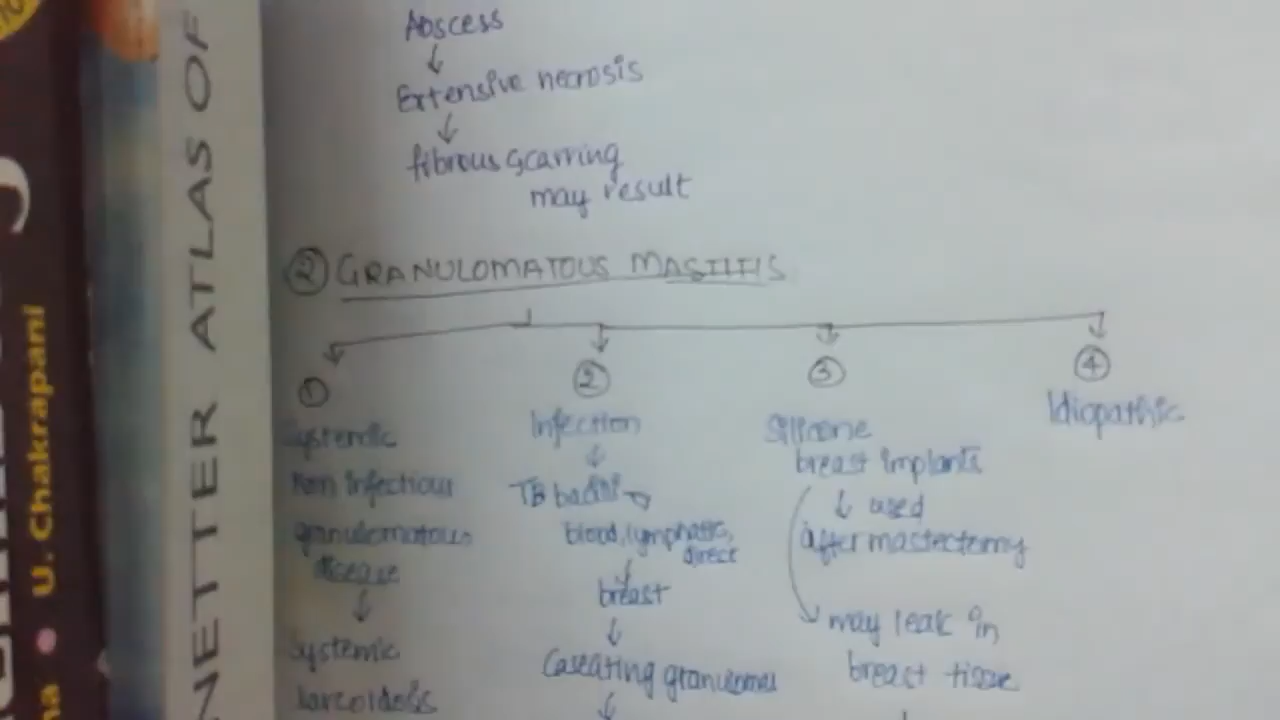 Abscess
↓
Extensive necrosis
↓
fibrous scarring
may result
② GRANULOMATOUS MASTITIS
①
Systemic
Non Infectious
granulomatous
disease
↓
Systemic
sarcoidosis
②
Infection
↓
TB bacilli
blood, lymphatic,
direct
↓
breast
↓
Caseating granulomas
↓
③
Silicone
breast implants
↓ used
after mastectomy
may leak in
breast tissue
④
Idiopathic
NETTER ATLAS OF
U. Chakrapani